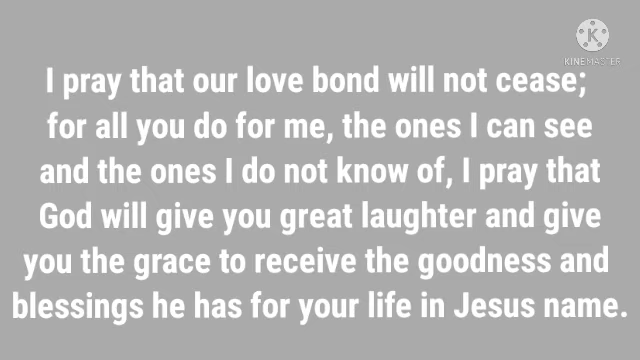 K
KINEMASTER
I pray that our love bond will not cease;
for all you do for me, the ones I can see
and the ones I do not know of, I pray that
God will give you great laughter and give
you the grace to receive the goodness and
blessings he has for your life in Jesus name.